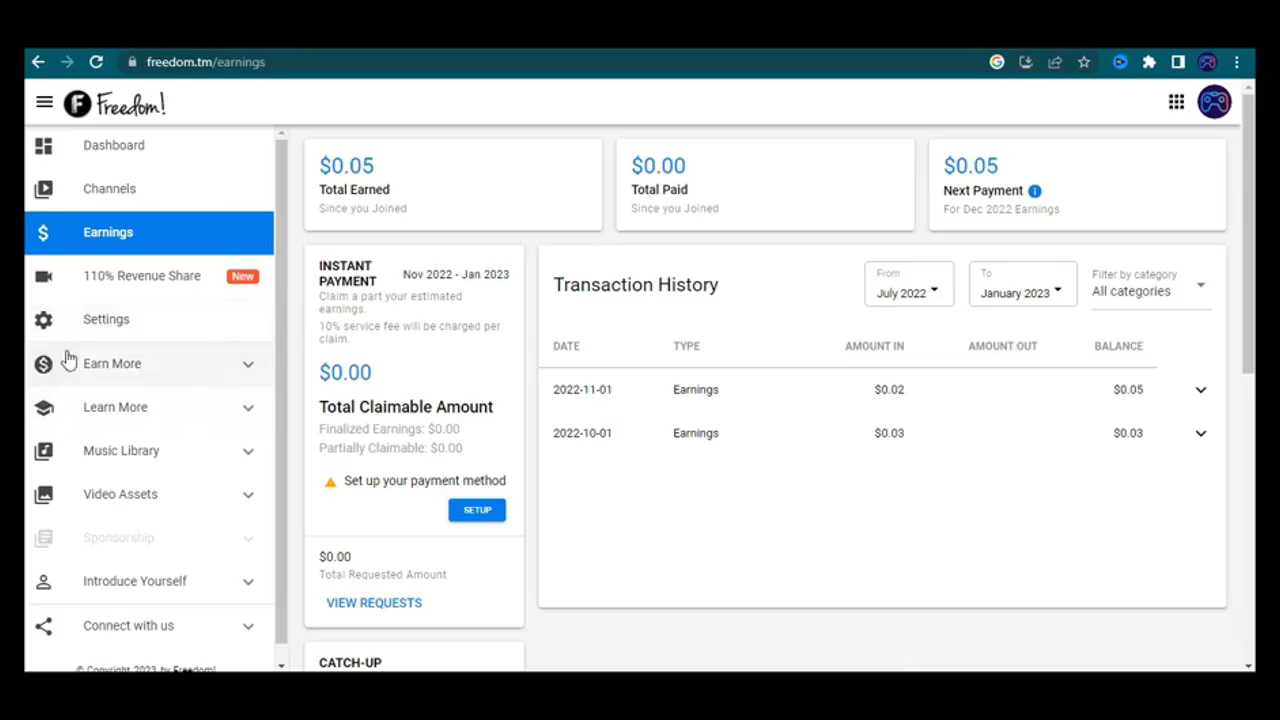 freedom.tm/earnings
F Freedom!
Dashboard
Channels
Earnings
110% Revenue Share New
Settings
Earn More
Learn More
Music Library
Video Assets
Sponsorship
Introduce Yourself
Connect with us
© Copyright 2023 by Freedom!
$0.05
Total Earned
Since you Joined
$0.00
Total Paid
Since you Joined
$0.05
Next Payment
For Dec 2022 Earnings
INSTANT
PAYMENT
Nov 2022 - Jan 2023
Claim a part your estimated
earnings.
10% service fee will be charged per
claim.
$0.00
Total Claimable Amount
Finalized Earnings: $0.00
Partially Claimable: $0.00
Set up your payment method
SETUP
$0.00
Total Requested Amount
VIEW REQUESTS
CATCH-UP
Transaction History
From
July 2022
To
January 2023
Filter by category
All categories
DATE TYPE AMOUNT IN AMOUNT OUT BALANCE
2022-11-01 Earnings $0.02 $0.05
2022-10-01 Earnings $0.03 $0.03